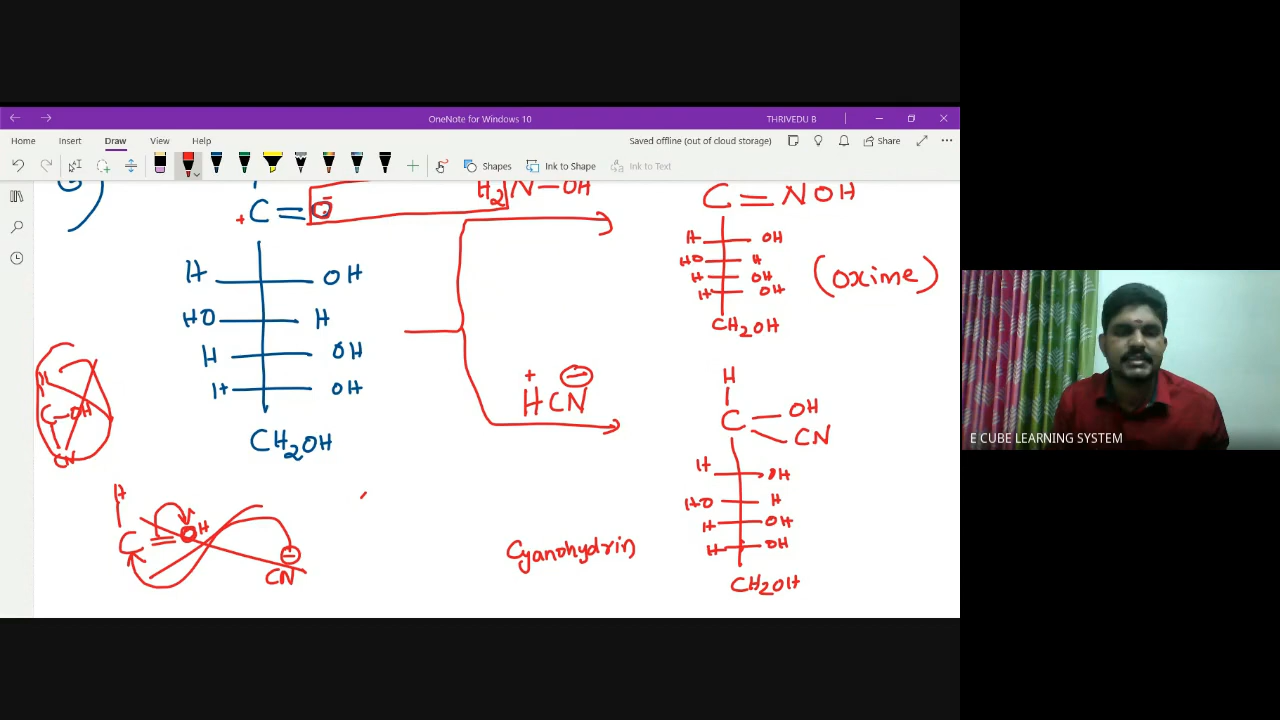 OneNote for Windows 10
THRIVEDU B
Home
Insert
Draw
View
Help
Saved offline (out of cloud storage)
Share
Shapes
Ink to Shape
Ink to Text
H2N—OH
+C=O-
H OH
HO H
H OH
H OH
CH2OH
C=NOH
H OH
HO H
H OH
H OH
CH2OH
(oxime)
+ −
HCN
H
C—OH
CN
H OH
HO H
H OH
H OH
CH2OH
Cyanohydrin
H
C—OH
CN
H
C=OH
−
CN
E CUBE LEARNING SYSTEM